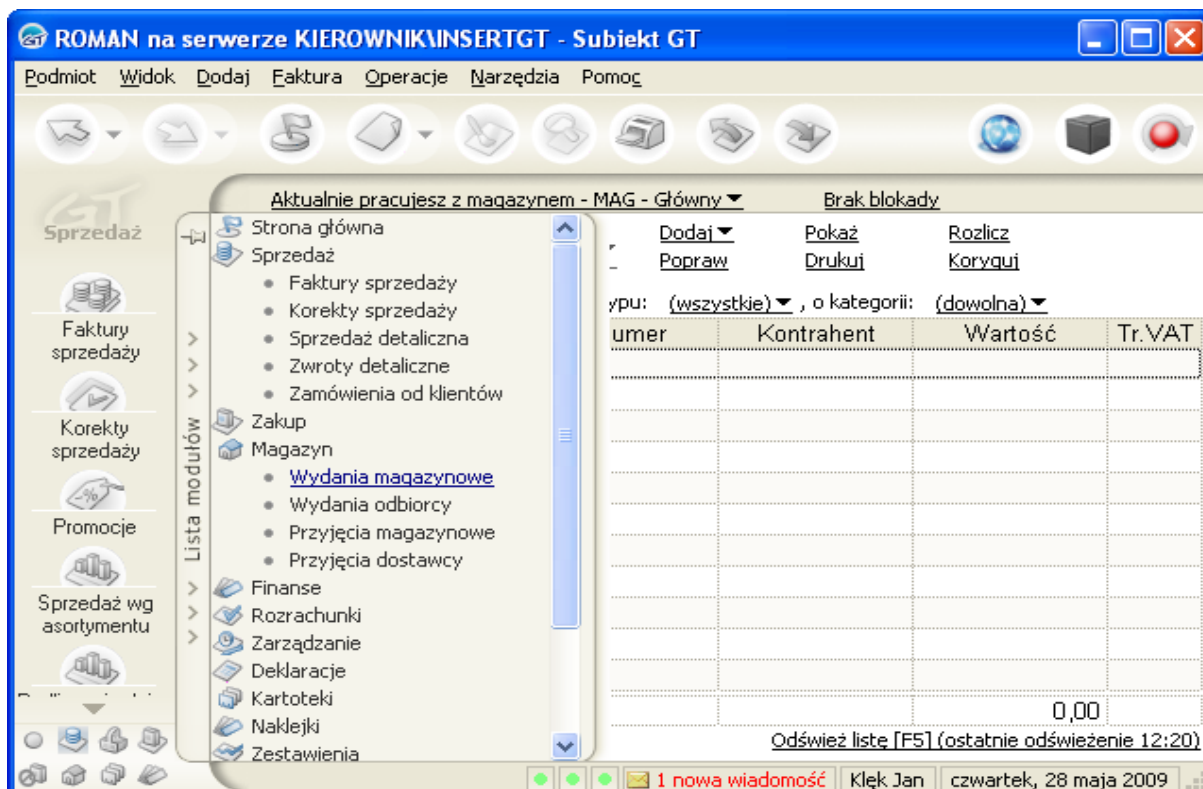 ROMAN na serwerze KIEROWNIK\INSERTGT - Subiekt GT
Podmiot Widok Dodaj Faktura Operacje Narzędzia Pomoc
GT
Sprzedaż
Aktualnie pracujesz z magazynem - MAG - Główny Brak blokady
Dodaj Pokaż Rozlicz
Popraw Drukuj Koryguj
ypu: (wszystkie) , o kategorii: (dowolna)
umer Kontrahent Wartość Tr.VAT
Faktury
sprzedaży
Korekty
sprzedaży
Promocje
Sprzedaż wg
asortymentu
Lista modułów
Strona główna
Sprzedaż
Faktury sprzedaży
Korekty sprzedaży
Sprzedaż detaliczna
Zwroty detaliczne
Zamówienia od klientów
Zakup
Magazyn
Wydania magazynowe
Wydania odbiorcy
Przyjęcia magazynowe
Przyjęcia dostawcy
Finanse
Rozrachunki
Zarządzanie
Deklaracje
Kartoteki
Naklejki
Zestawienia
0,00
Odśwież listę [F5] (ostatnie odświeżenie 12:20)
1 nowa wiadomość Klęk Jan czwartek, 28 maja 2009